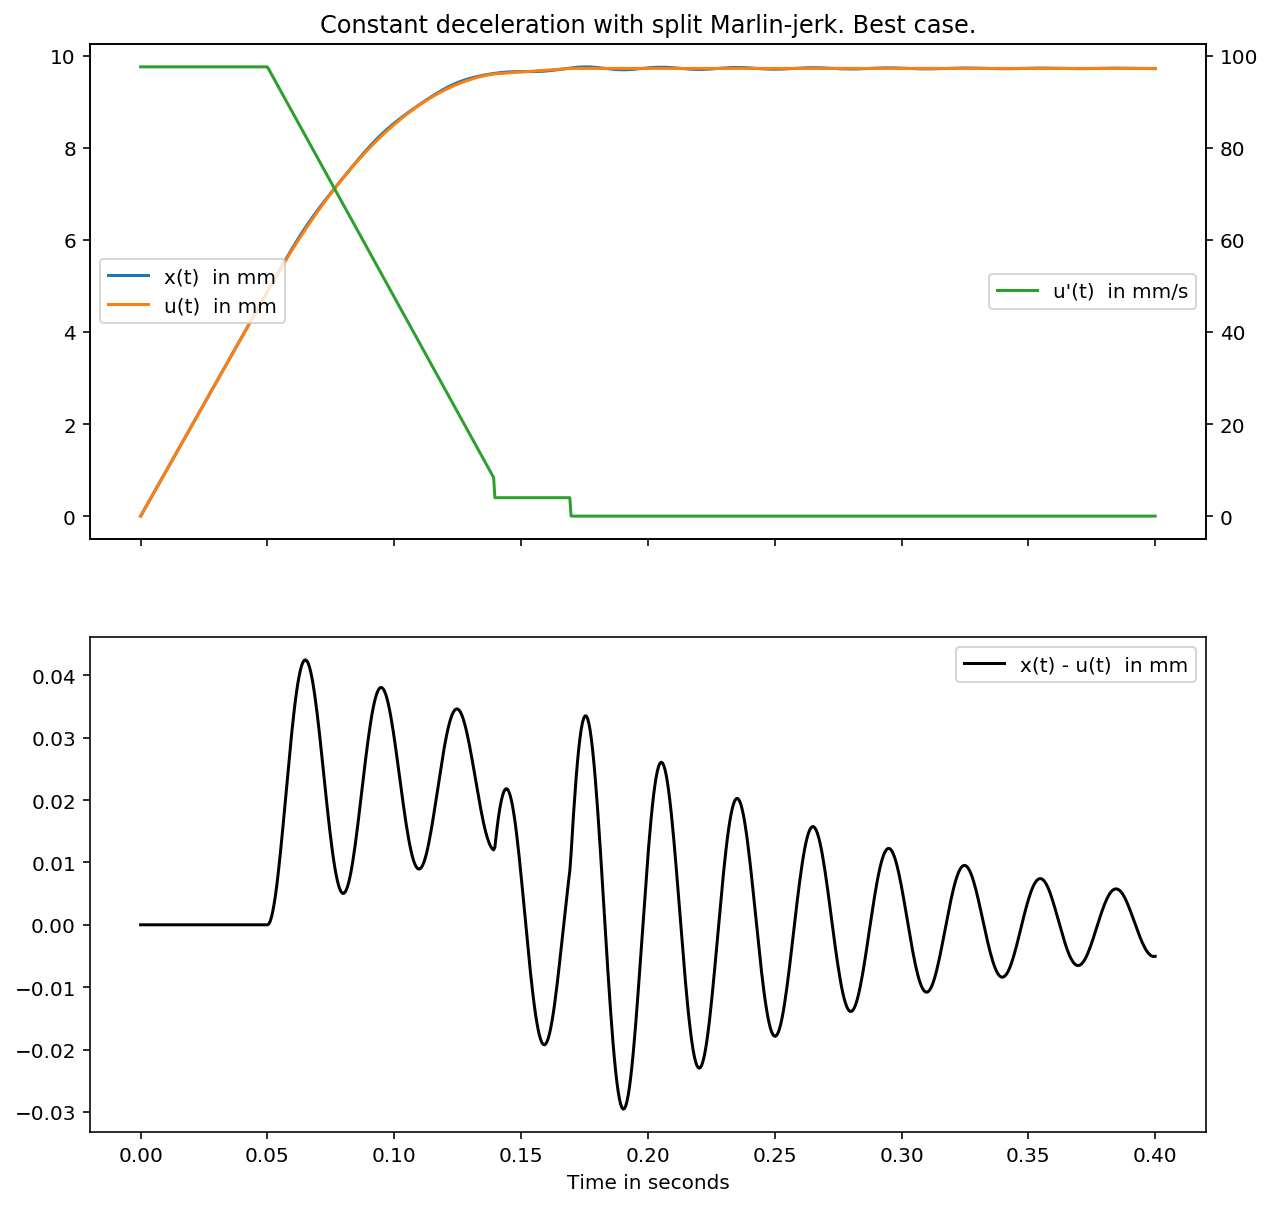 Constant deceleration with split Marlin-jerk. Best case.
10
8
6
4
2
0
x(t)  in mm
u(t)  in mm
100
80
60
40
20
0
u'(t)  in mm/s
0.04
0.03
0.02
0.01
0.00
−0.01
−0.02
−0.03
x(t) - u(t)  in mm
0.00 0.05 0.10 0.15 0.20 0.25 0.30 0.35 0.40
Time in seconds